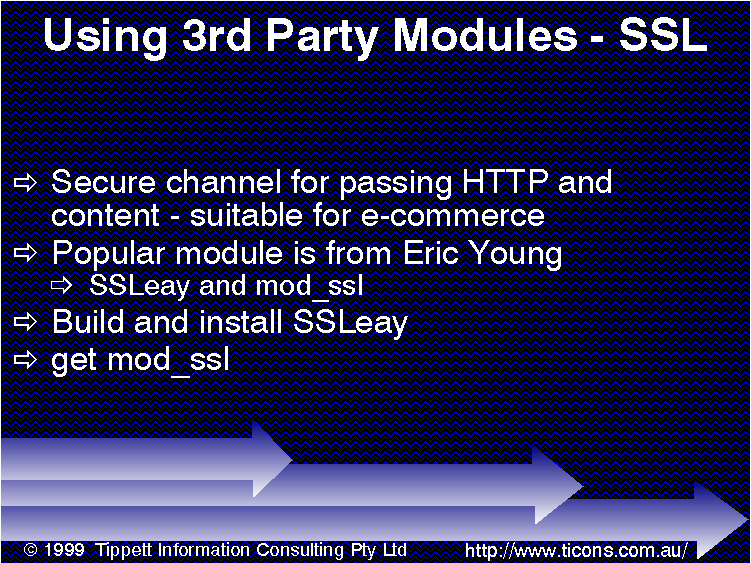 Using 3rd Party Modules - SSL
Secure channel for passing HTTP and
content - suitable for e-commerce
Popular module is from Eric Young
SSLeay and mod_ssl
Build and install SSLeay
get mod_ssl
© 1999 Tippett Information Consulting Pty Ltd
http://www.ticons.com.au/